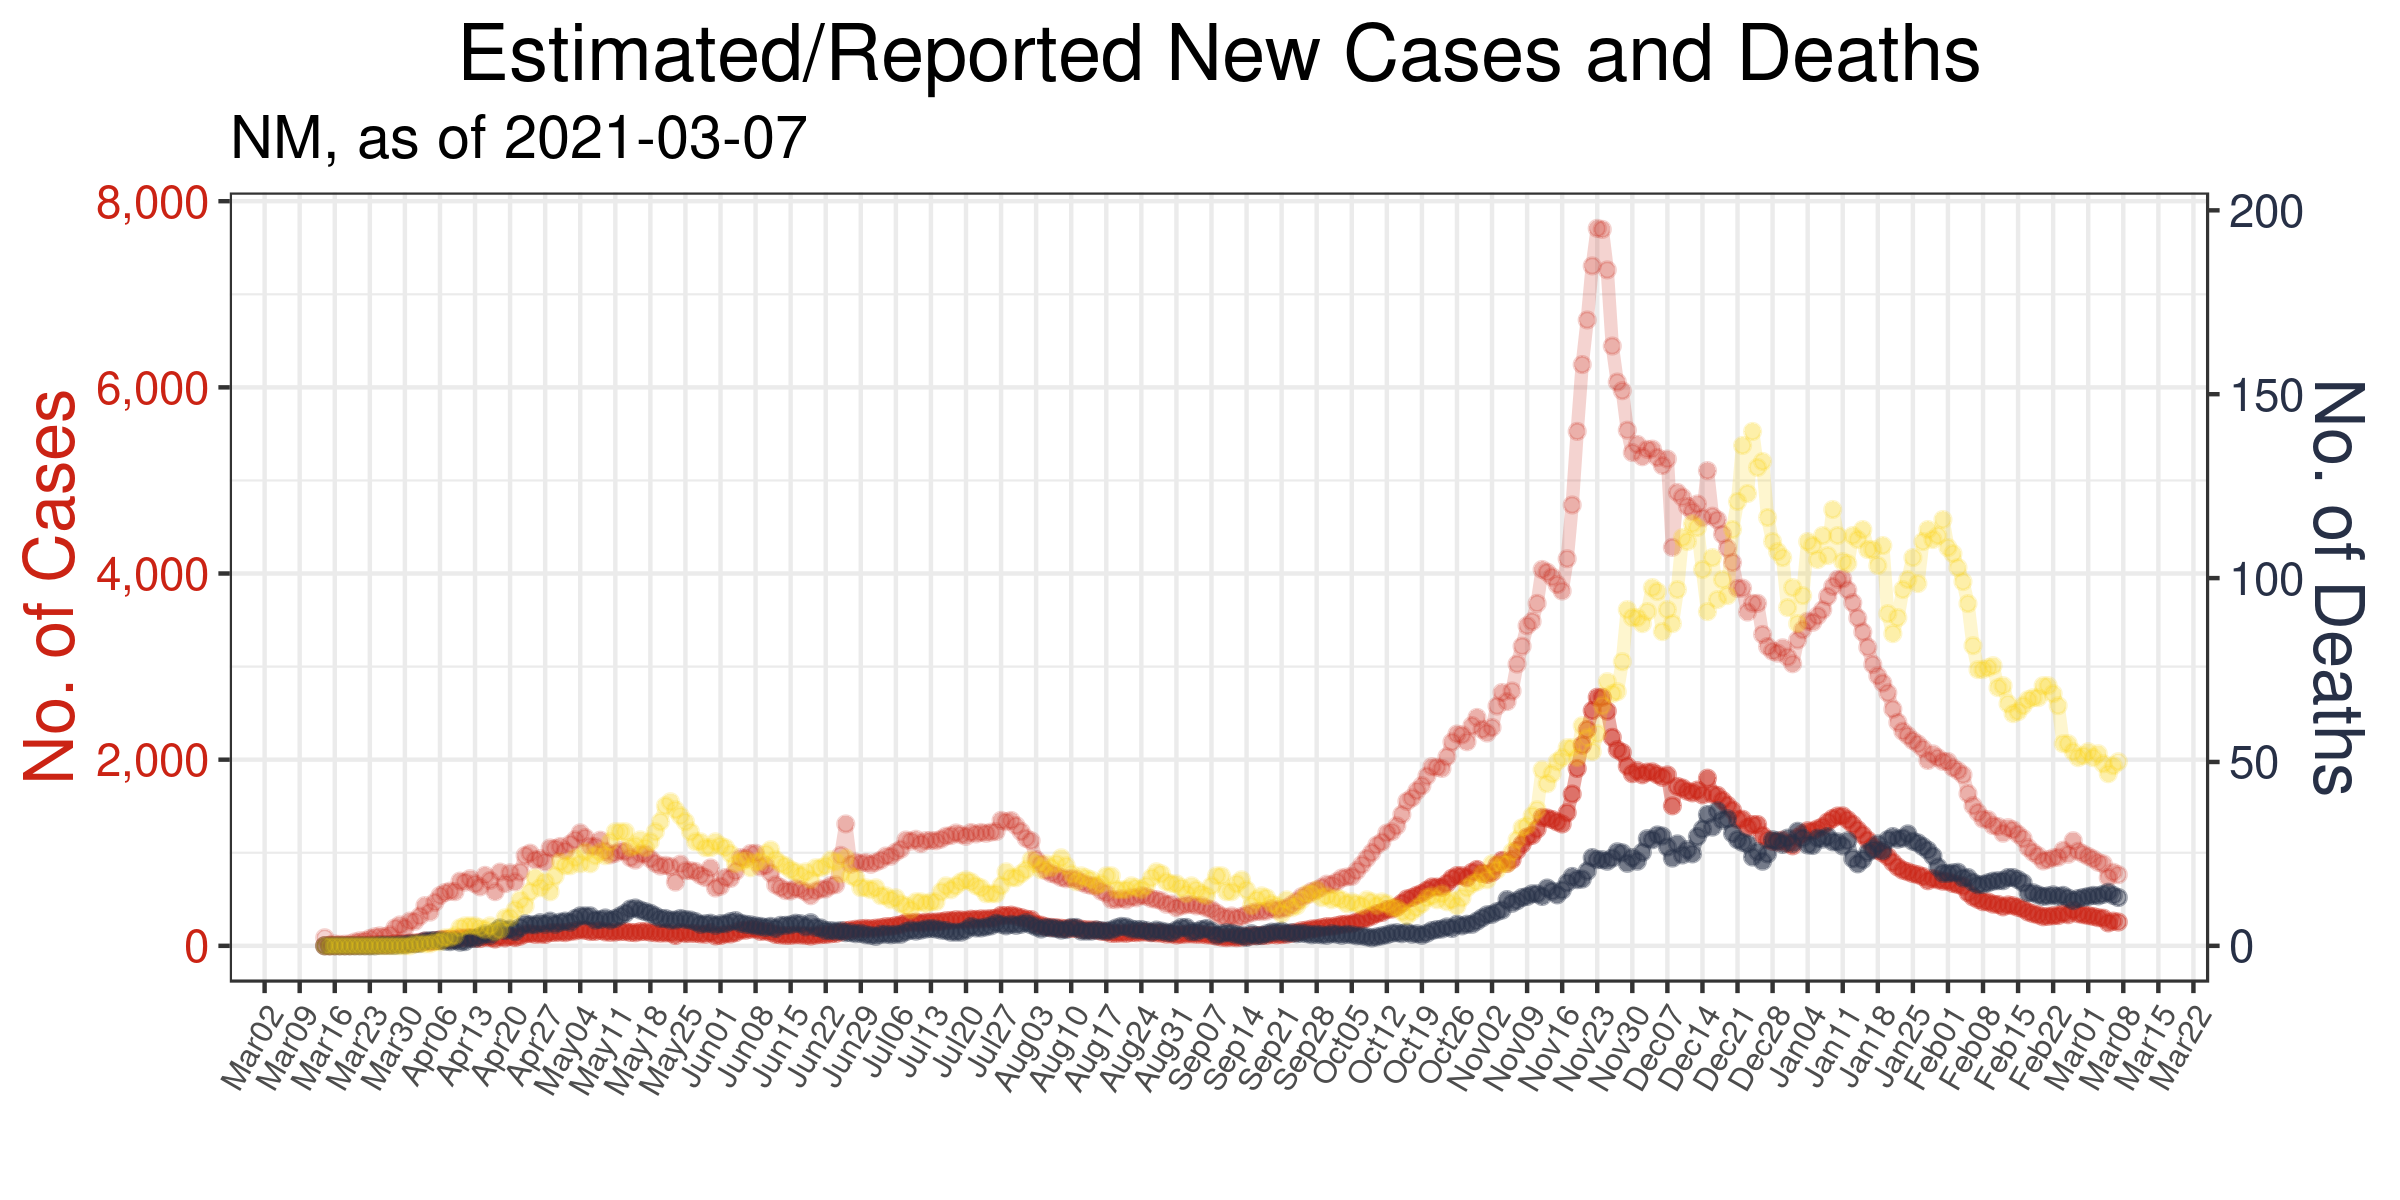 Estimated/Reported New Cases and Deaths
NM, as of 2021-03-07
No. of Cases
8,000
6,000
4,000
2,000
0
200
150
100
50
0
No. of Deaths
Mar02
Mar09
Mar16
Mar23
Mar30
Apr06
Apr13
Apr20
Apr27
May04
May11
May18
May25
Jun01
Jun08
Jun15
Jun22
Jun29
Jul06
Jul13
Jul20
Jul27
Aug03
Aug10
Aug17
Aug24
Aug31
Sep07
Sep14
Sep21
Sep28
Oct05
Oct12
Oct19
Oct26
Nov02
Nov09
Nov16
Nov23
Nov30
Dec07
Dec14
Dec21
Dec28
Dec04
Jan11
Jan18
Jan18
Jan25
Feb01
Feb08
Feb15
Feb22
Mar01
Mar08
Mar15
Mar22